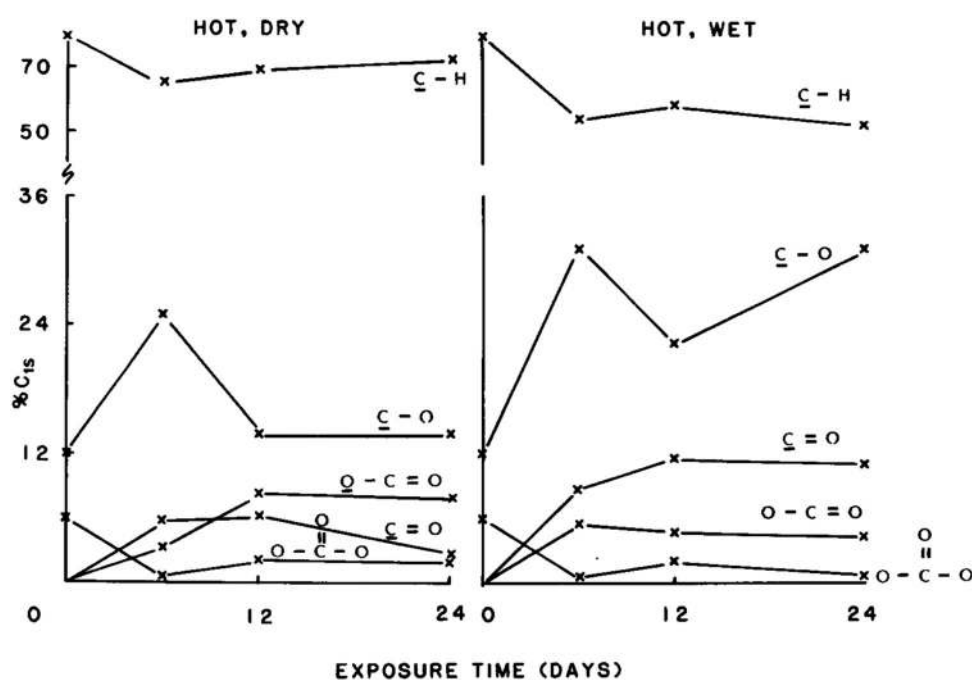 HOT, DRY
HOT, WET
70
50
36
24
12
%C1s
C – H
C – O
O – C = O
C = O
O
=
O – C – O
0
12
24
C – H
C – O
C = O
O – C = O
O
=
O – C – O
0
12
24
EXPOSURE TIME (DAYS)